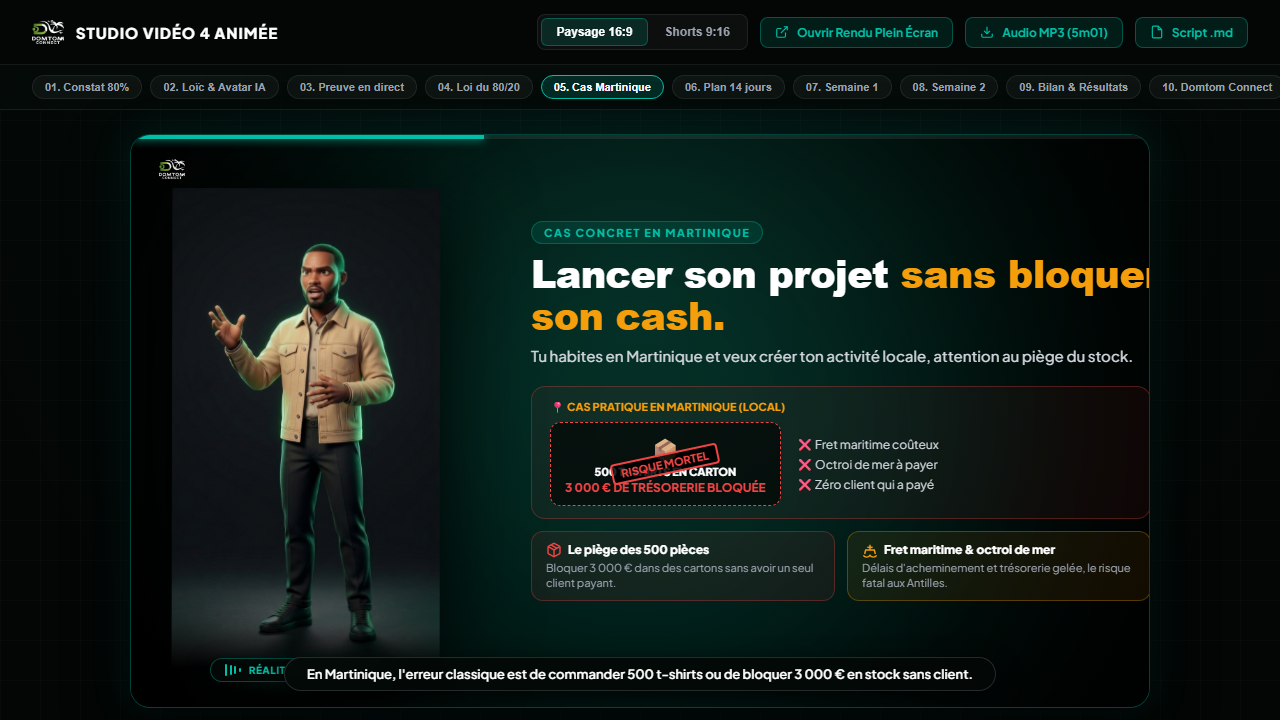 DOMTOM
CONNECT
STUDIO VIDÉO 4 ANIMÉE
Paysage 16:9
Shorts 9:16
Ouvrir Rendu Plein Écran
Audio MP3 (5m01)
Script .md
01. Constat 80%
02. Loïc & Avatar IA
03. Preuve en direct
04. Loi du 80/20
05. Cas Martinique
06. Plan 14 jours
07. Semaine 1
08. Semaine 2
09. Bilan & Résultats
10. Domtom Connect
DOMTOM
CONNECT
CAS CONCRET EN MARTINIQUE
Lancer son projet sans bloquer
son cash.
Tu habites en Martinique et veux créer ton activité locale, attention au piège du stock.
CAS PRATIQUE EN MARTINIQUE (LOCAL)
RISQUE MORTEL
EN CARTON
3 000 € DE TRÉSORERIE BLOQUÉE
❌ Fret maritime coûteux
❌ Octroi de mer à payer
❌ Zéro client qui a payé
Le piège des 500 pièces
Bloquer 3 000 € dans des cartons sans avoir un seul
client payant.
Fret maritime & octroi de mer
Délais d'acheminement et trésorerie gelée, le risque
fatal aux Antilles.
RÉALIT
En Martinique, l'erreur classique est de commander 500 t-shirts ou de bloquer 3 000 € en stock sans client.